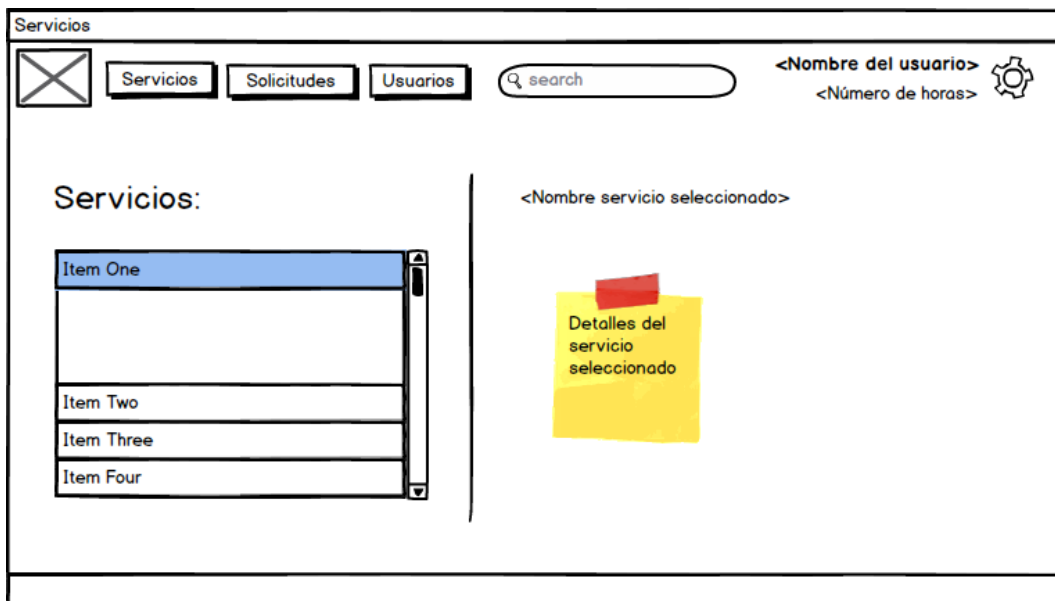 Servicios
Servicios
Solicitudes
Usuarios
search
<Nombre del usuario>
<Número de horas>
Servicios:
<Nombre servicio seleccionado>
Item One
Item Two
Item Three
Item Four
Detalles del
servicio
seleccionado